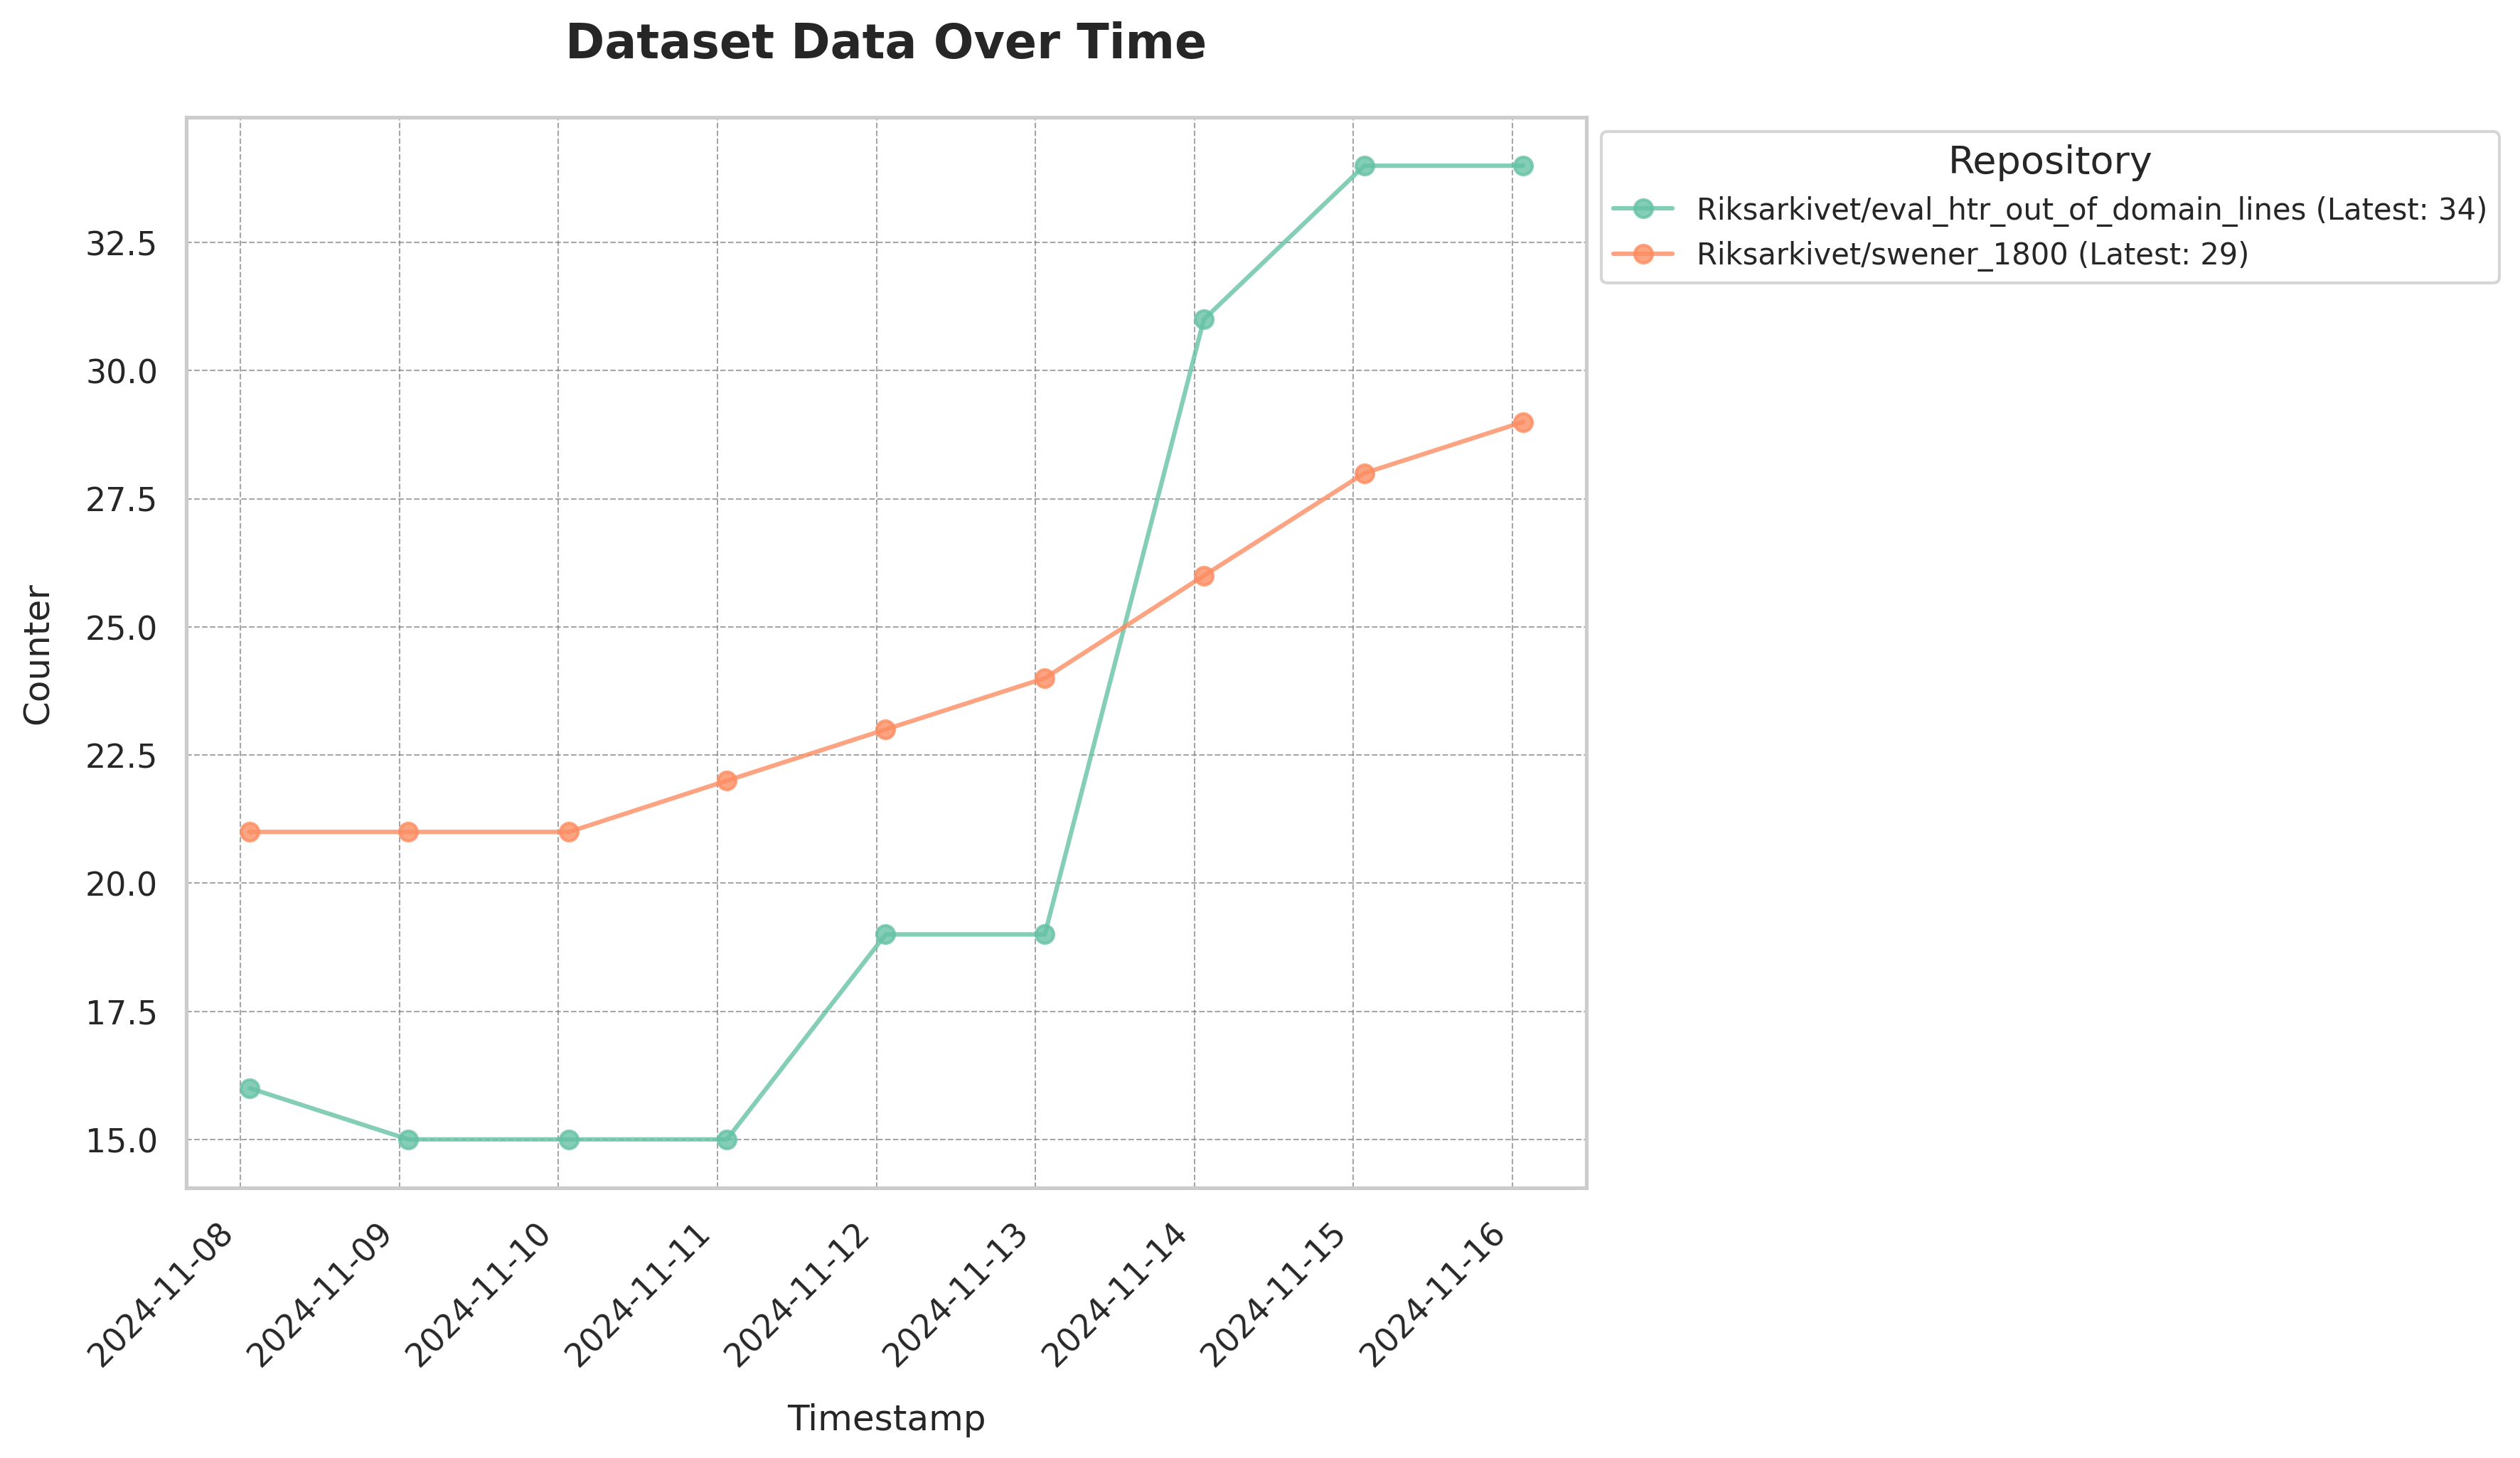 Dataset Data Over Time
Repository
Riksarkivet/eval_htr_out_of_domain_lines (Latest: 34)
Riksarkivet/swener_1800 (Latest: 29)
Counter
32.5
30.0
27.5
25.0
22.5
20.0
17.5
15.0
2024-11-08
2024-11-09
2024-11-10
2024-11-11
2024-11-12
2024-11-13
2024-11-14
2024-11-15
2024-11-16
Timestamp